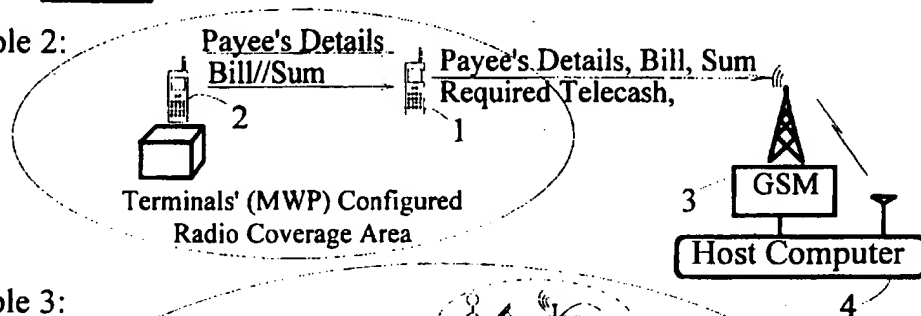 ple 2:
Payee's Details
Bill//Sum
2
1
Payee's Details, Bill, Sum
Required Telecash,
Terminals' (MWP) Configured
Radio Coverage Area
3
GSM
Host Computer
4
ple 3: